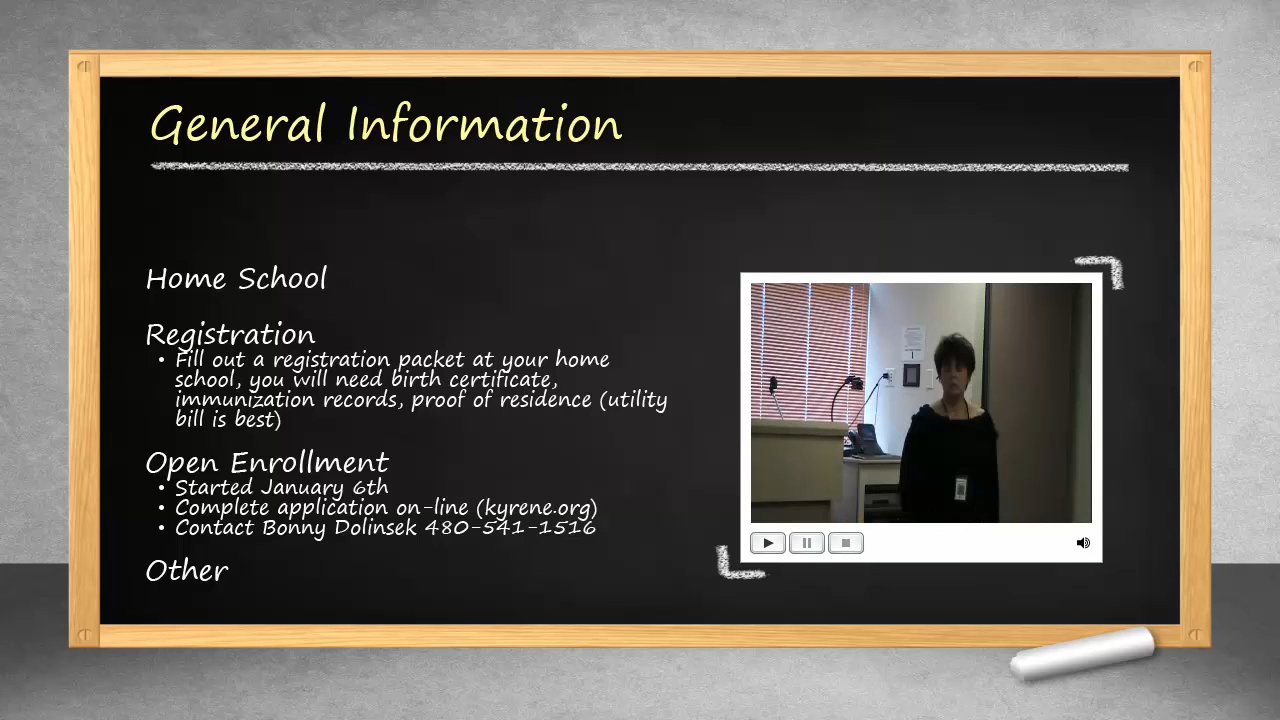 General Information
Home School
Registration
• Fill out a registration packet at your home
school, you will need birth certificate,
immunization records, proof of residence (utility
bill is best)
Open Enrollment
• Started January 6th
• Complete application on-line (kyrene.org)
• Contact Bonny Dolinsek 480-541-1516
Other